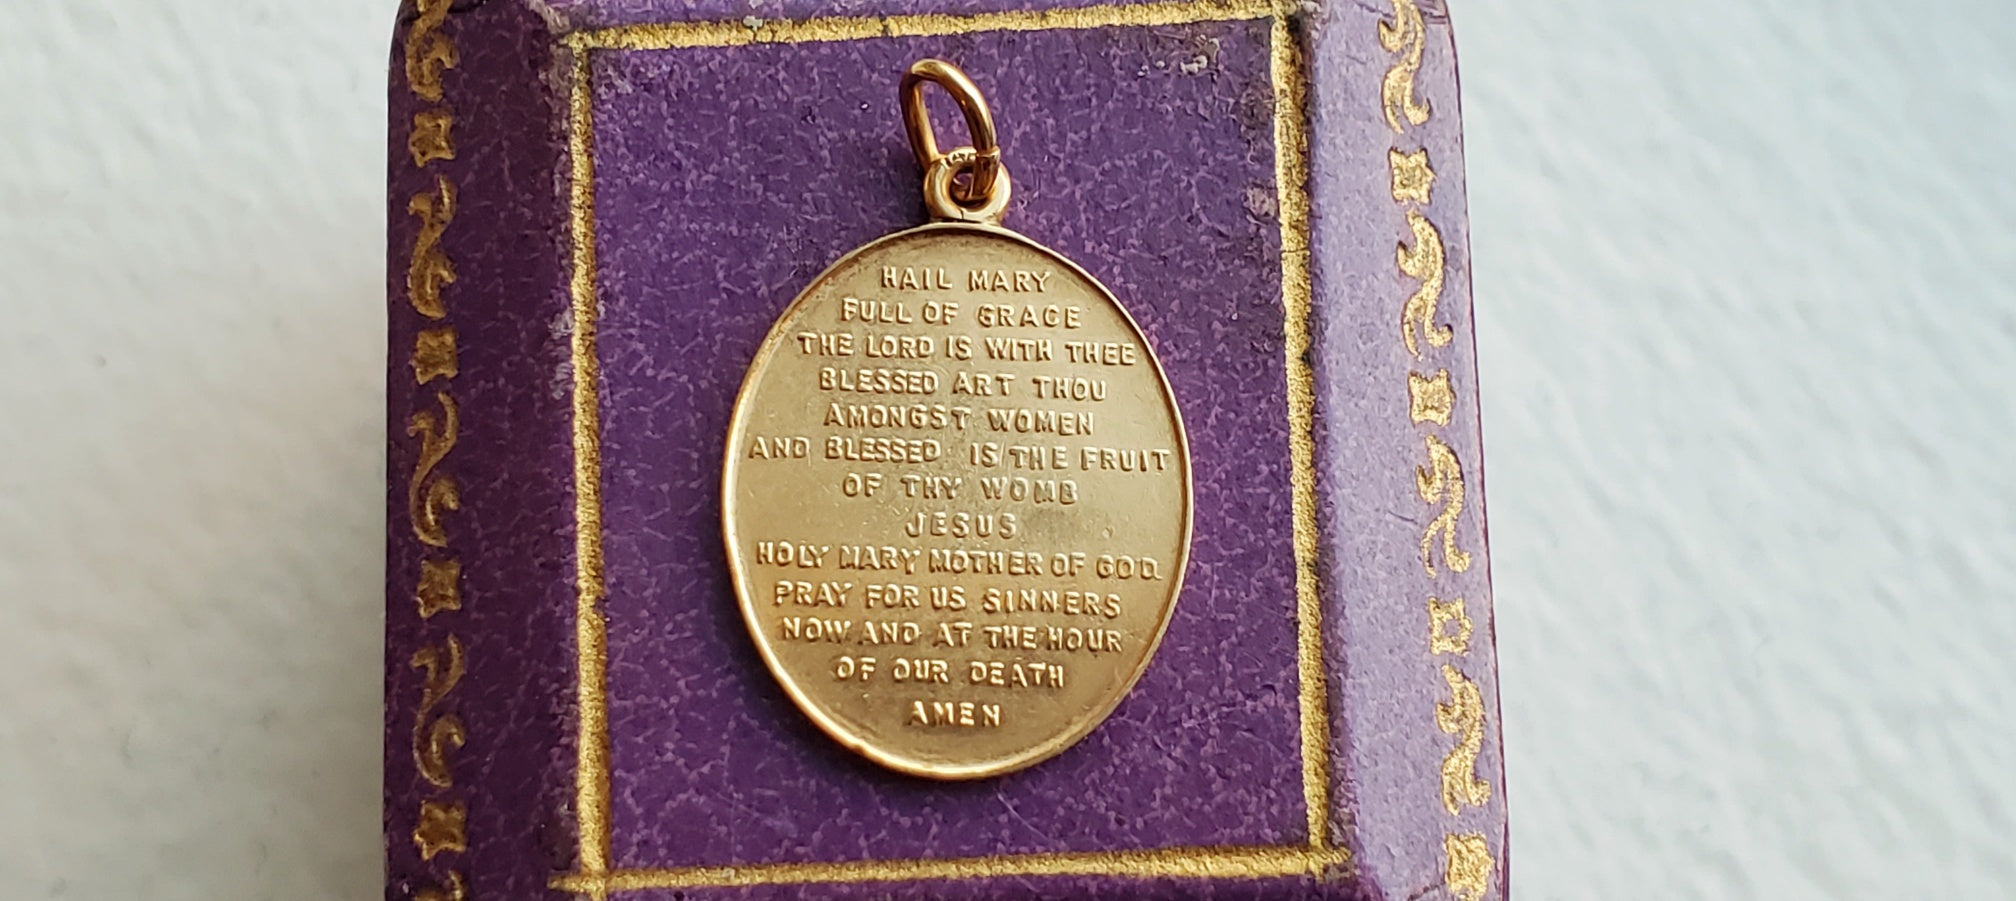 HAIL MARY
FULL OF GRACE
THE LORD IS WITH THEE
BLESSED ART THOU
AMONGST WOMEN
AND BLESSED IS THE FRUIT
OF THY WOMB
JESUS
HOLY MARY MOTHER OF GOD.
PRAY FOR US SINNERS
NOW AND AT THE HOUR
OF OUR DEATH
AMEN